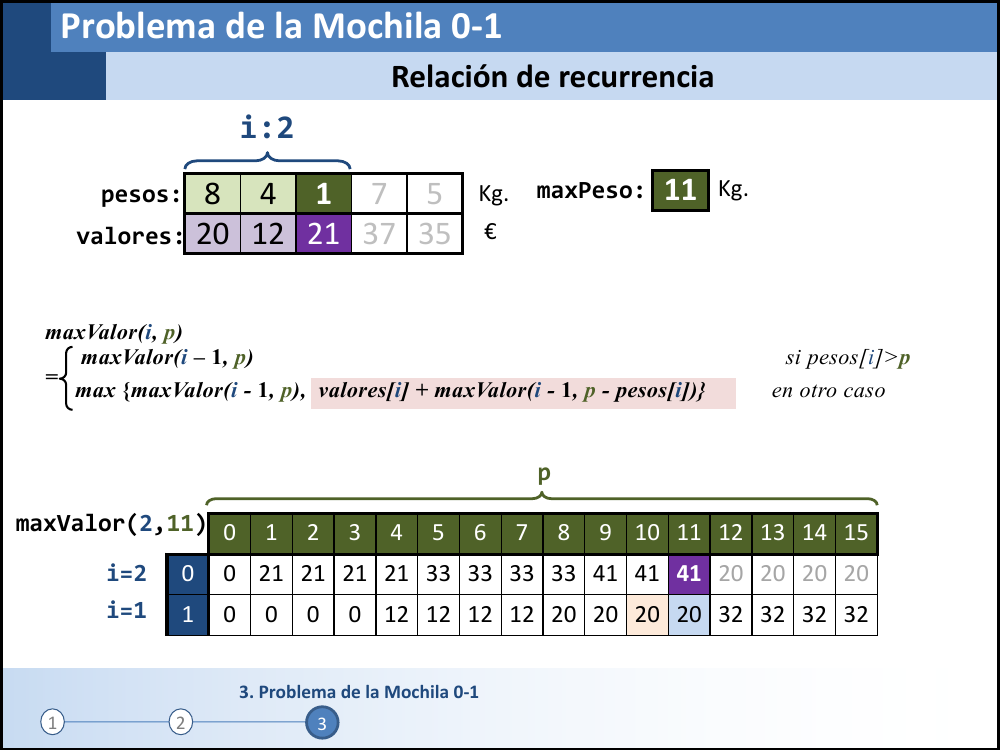 Problema de la Mochila 0-1
Relación de recurrencia
i:2
pesos: 8 4 1 7 5 Kg. maxPeso: 11 Kg.
valores: 20 12 21 37 35 €
maxValor(i, p)
maxValor(i – 1, p) si pesos[i]>p
={
max {maxValor(i - 1, p), valores[i] + maxValor(i - 1, p - pesos[i])} en otro caso
p
maxValor(2,11) 0 1 2 3 4 5 6 7 8 9 10 11 12 13 14 15
i=2 0 0 21 21 21 21 33 33 33 33 41 41 41 20 20 20 20
i=1 1 0 0 0 0 12 12 12 12 20 20 20 20 32 32 32 32
3. Problema de la Mochila 0-1
1 2 3